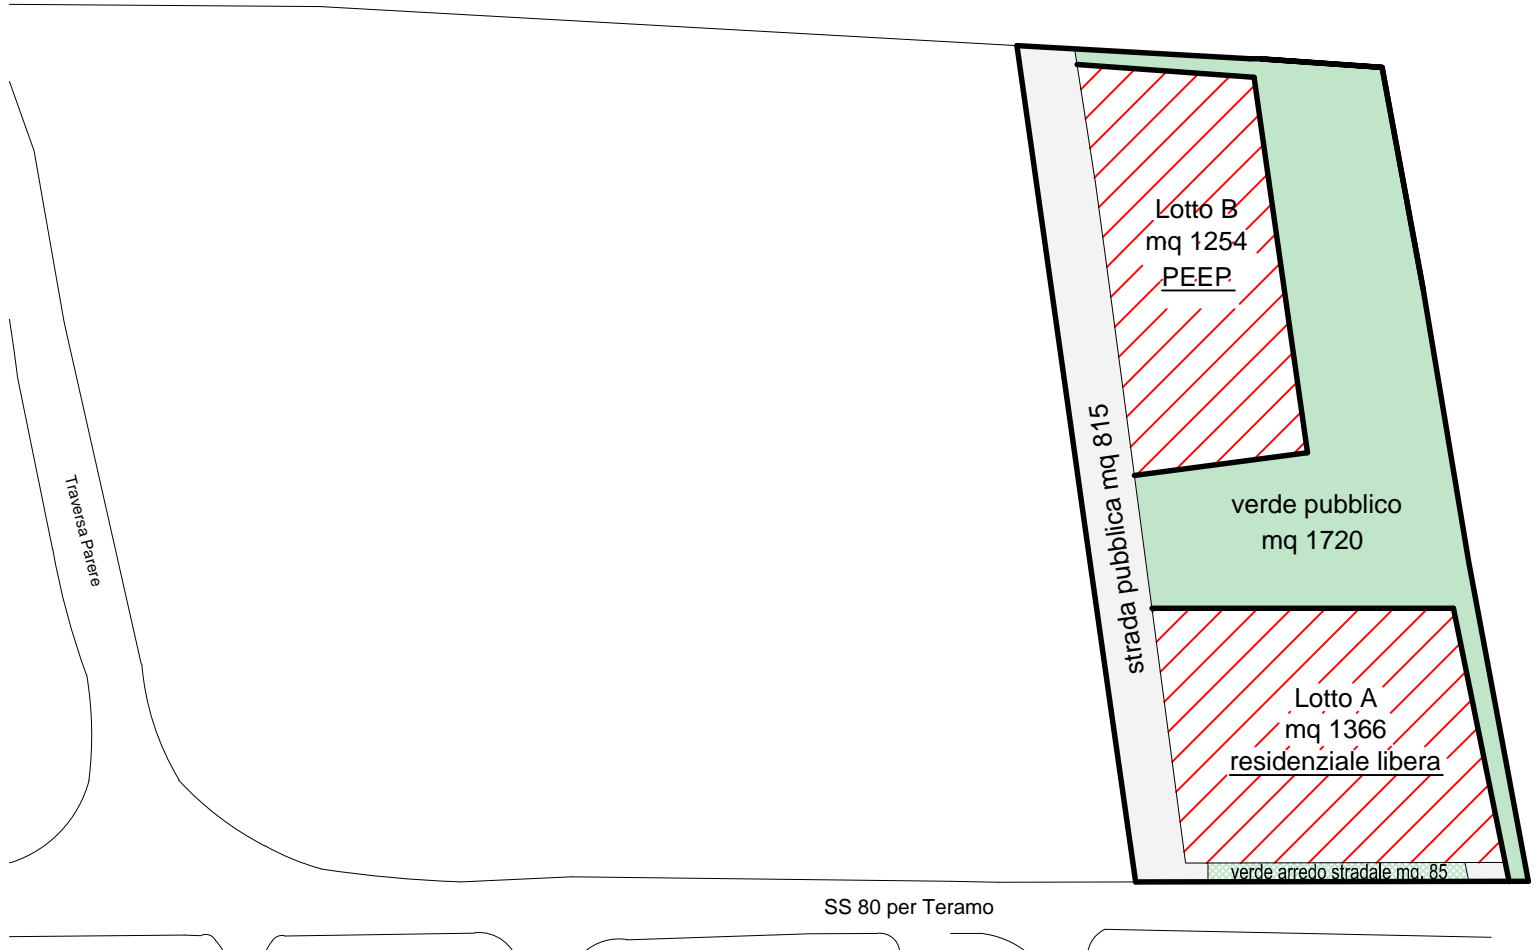 Lotto B
mq 1254
PEEP
strada pubblica mq 815
verde pubblico
mq 1720
Traversa Parere
Lotto A
mq 1366
residenziale libera
verde arredo stradale mq. 85
SS 80 per Teramo